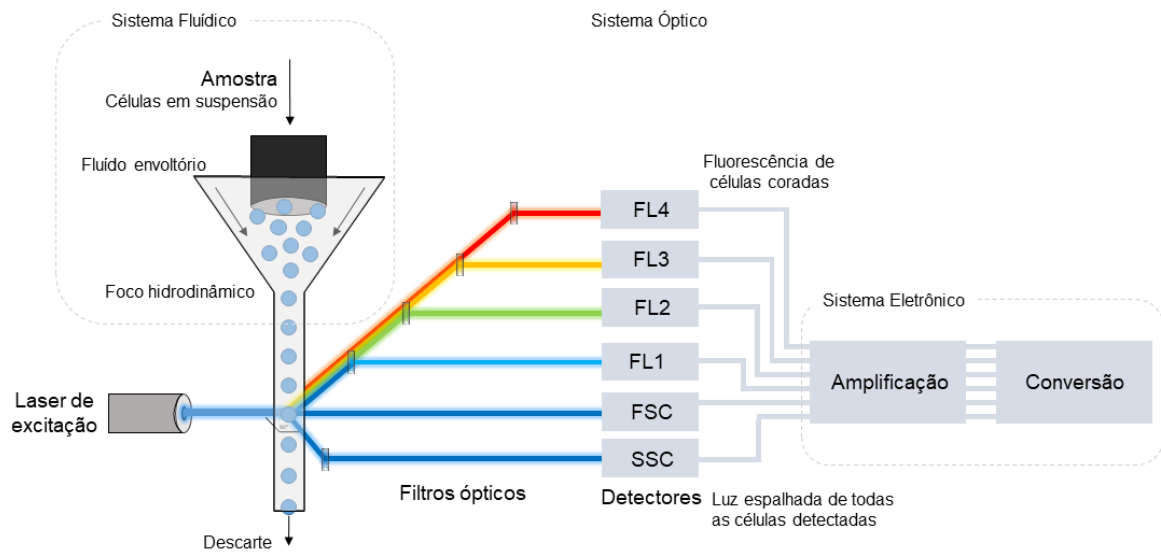 Sistema Fluídico
Sistema Óptico
Amostra
Células em suspensão
Fluído envoltório
Foco hidrodinâmico
Laser de
excitação
90°
Descarte
Filtros ópticos
Fluorescência de
células coradas
FL4
FL3
FL2
FL1
FSC
SSC
Detectores
Luz espalhada de todas
as células detectadas
Sistema Eletrônico
Amplificação
Conversão